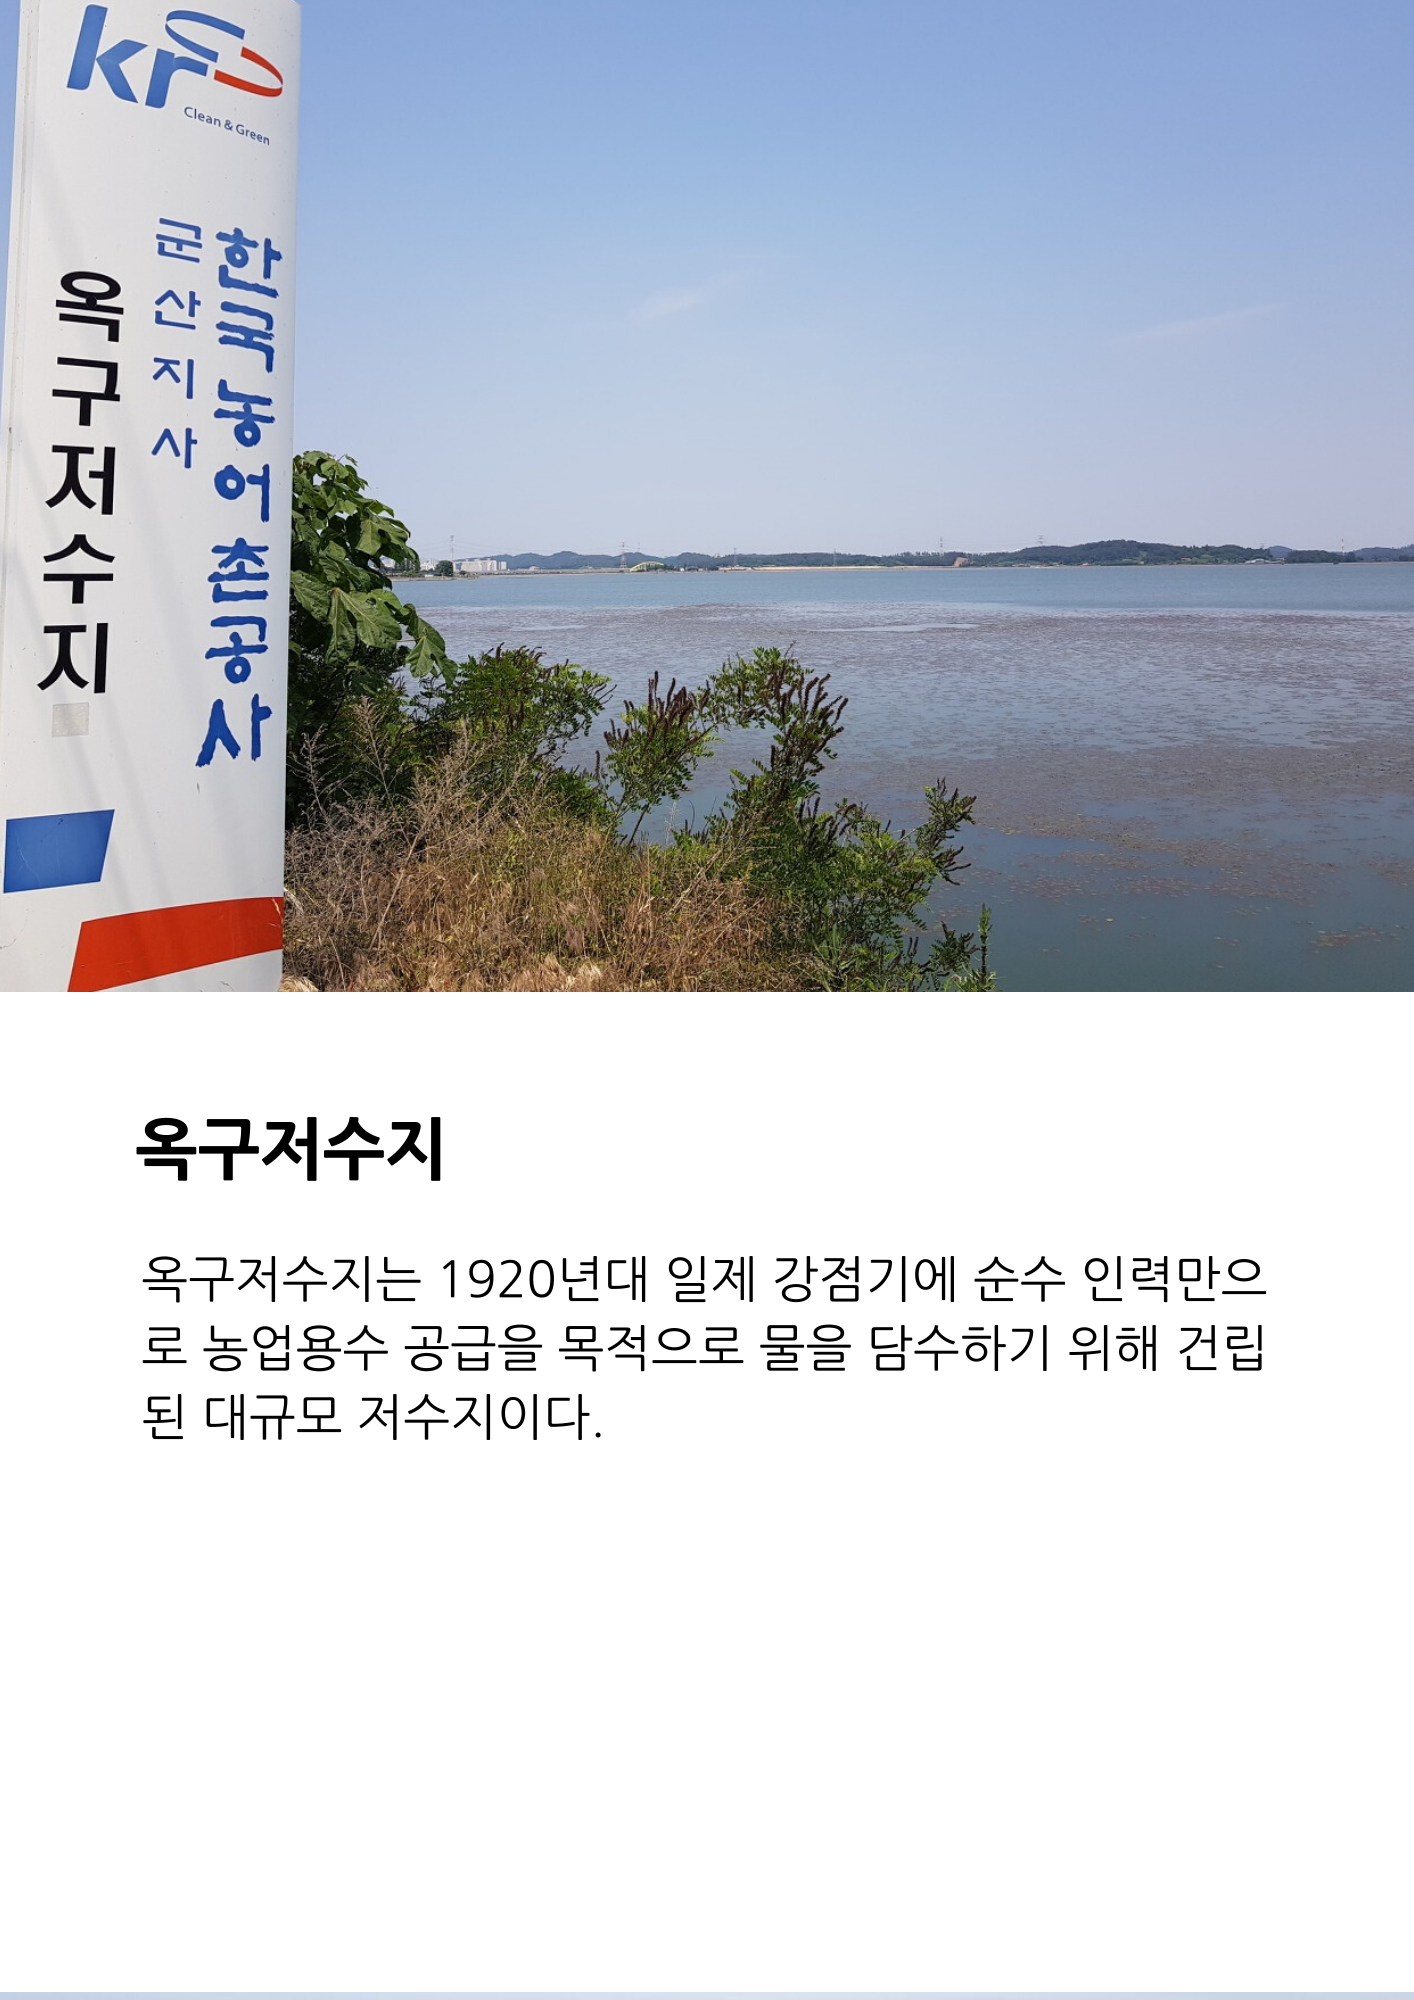 kr
Clean & Green
한국농어촌공사
군산지사
옥구저수지
옥구저수지
옥구저수지는 1920년대 일제 강점기에 순수 인력만으
로 농업용수 공급을 목적으로 물을 담수하기 위해 건립
된 대규모 저수지이다.